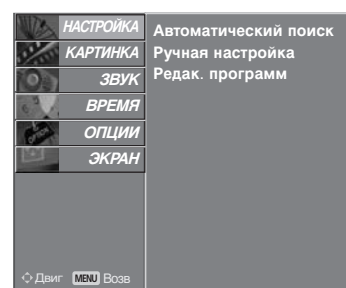 НАСТРОЙКА
КАРТИНКА
ЗВУК
ВРЕМЯ
ОПЦИИ
ЭКРАН
Автоматический поиск
Ручная настройка
Редак. программ
Двиг MENU Возв